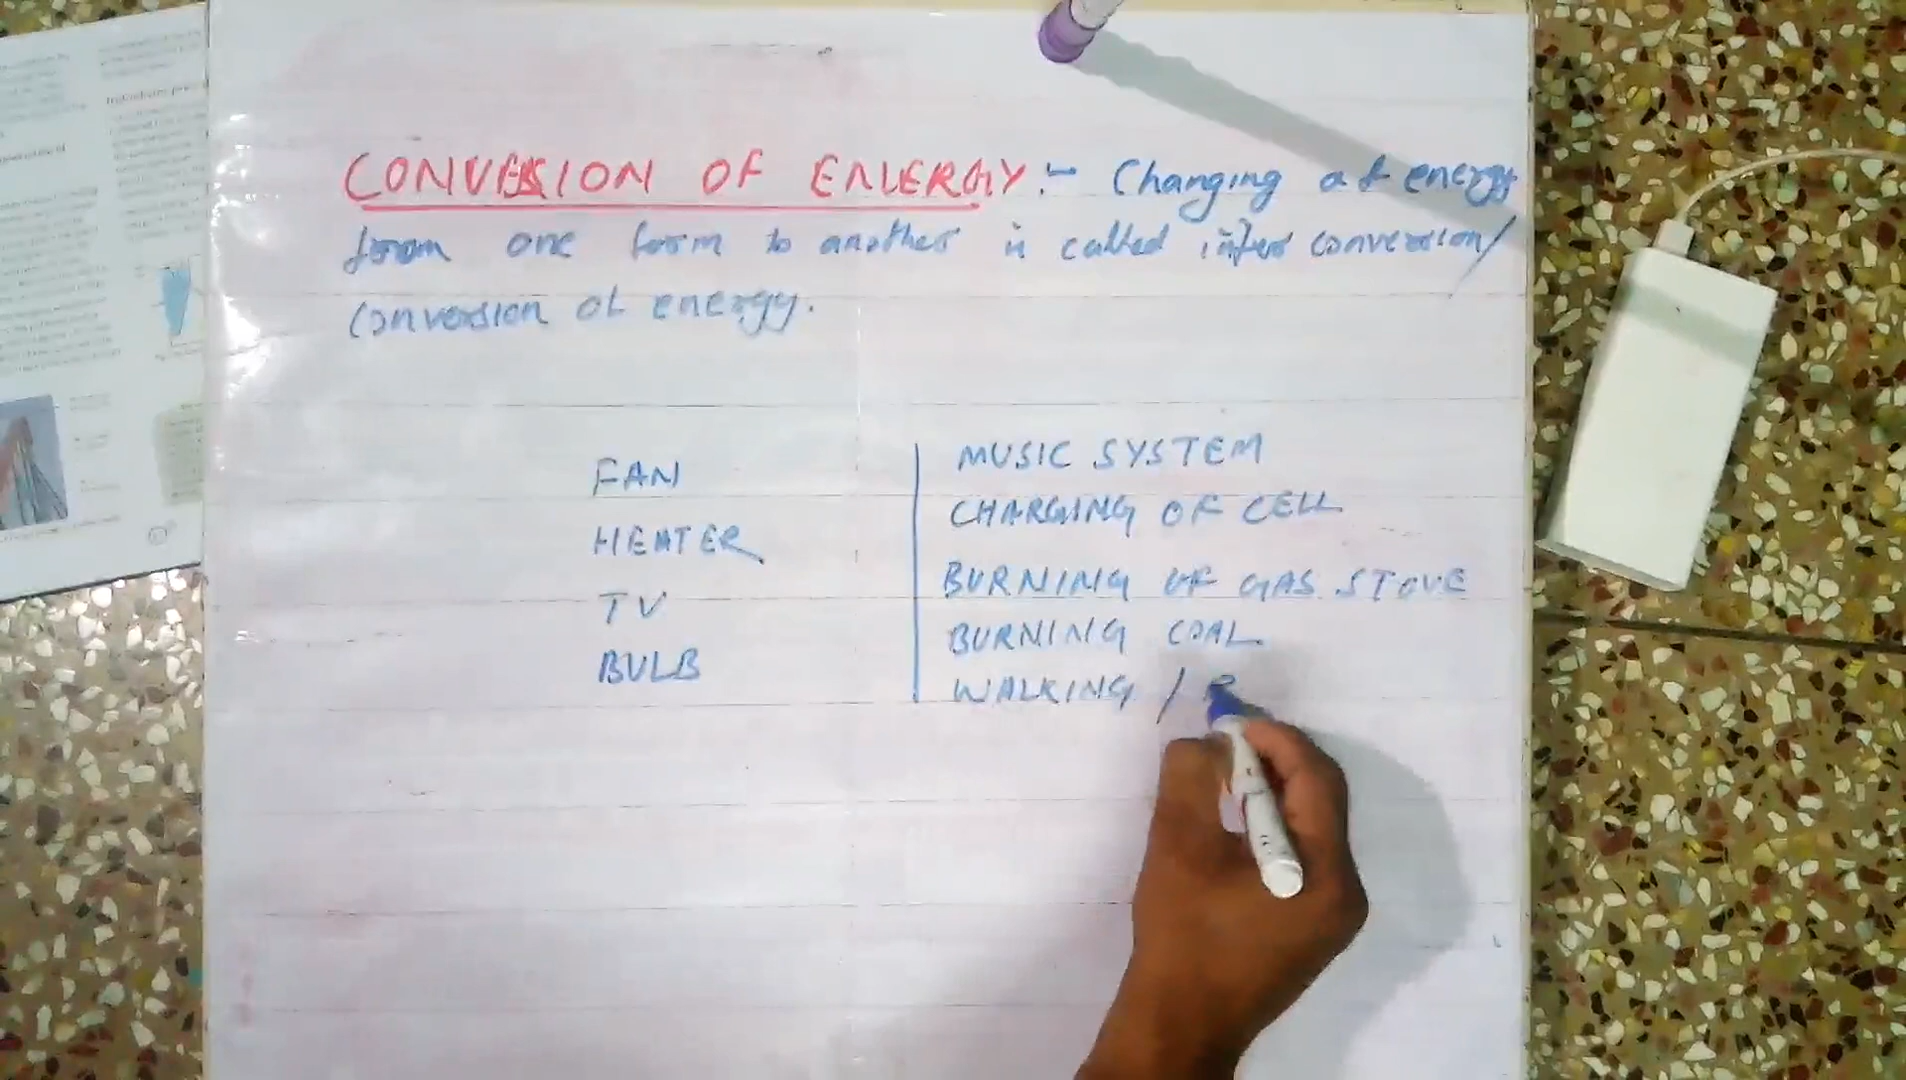 CONVERSION OF ENERGY :- Changing of energy
from one form to another is called inter conversion/
conversion of energy.
FAN
HEATER
TV
BULB
MUSIC SYSTEM
CHARGING OF CELL
BURNING OF GAS STOVE
BURNING COAL
WALKING /